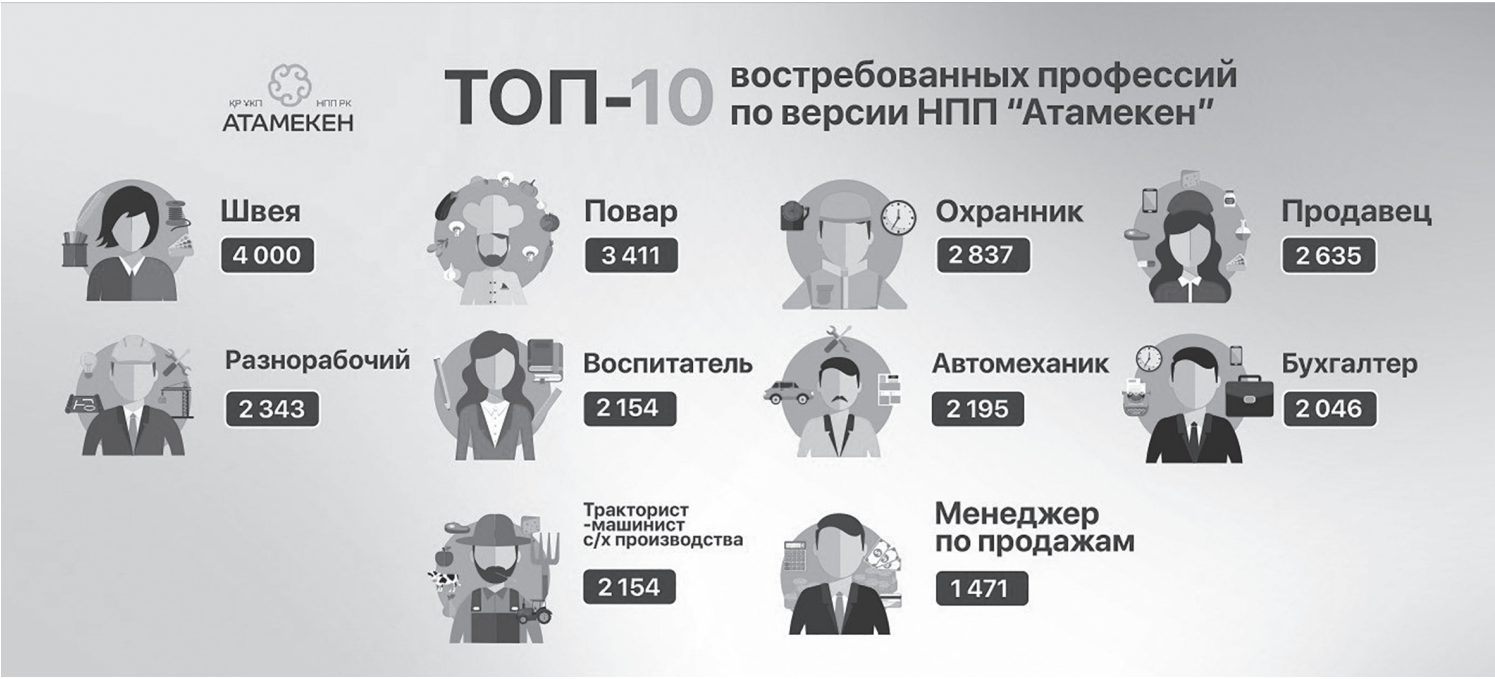 ҚР ҰКП
НПП РК
АТАМЕКЕН
ТОП-10
востребованных профессий
по версии НПП “Атамекен”
Швея
4 000
Повар
3 411
Охранник
2 837
Продавец
2 635
Разнорабочий
2 343
Воспитатель
2 154
Автомеханик
2 195
Бухгалтер
2 046
Тракторист
-машинист
с/х производства
2 154
Менеджер
по продажам
1 471